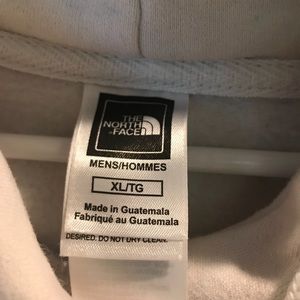 THE
NORTH
FACE
MENS/HOMMES
XL/TG
Made in Guatemala
Fabriqué au Guatemala
DESIRED. DO NOT DRY CLEAN.